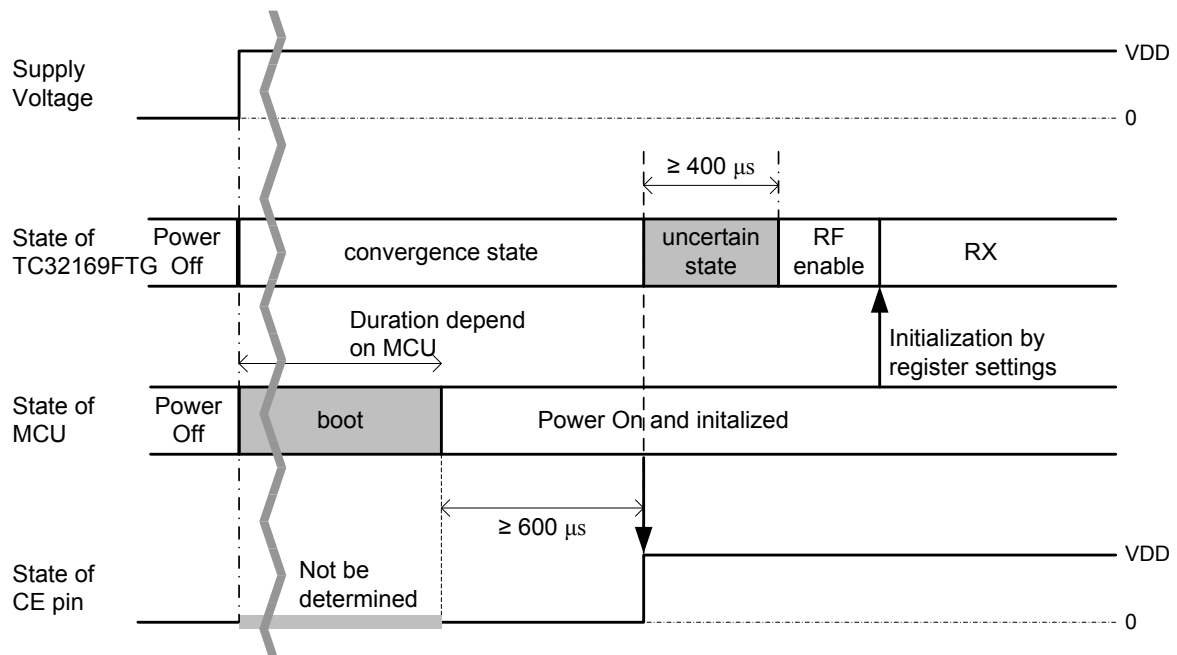 Supply
Voltage
VDD
0
≥ 400 μs
State of
TC32169FTG
Power
Off
convergence state
uncertain
state
RF
enable
RX
Duration depend
on MCU
Initialization by
register settings
State of
MCU
Power
Off
boot
Power On and initalized
≥ 600 μs
State of
CE pin
Not be
determined
VDD
0